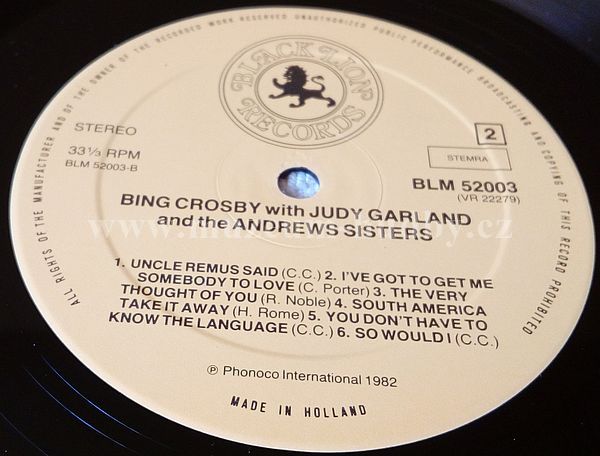 ALL RIGHTS OF THE MANUFACTURER AND OF THE OWNER OF THE RECORDED WORK RESERVED UNAUTHORIZED PUBLIC PERFORMANCE BROADCASTING AND COPYING OF THIS RECORD PROHIBITED
BLACK LION
RECORDS
STEREO
33⅓ RPM
BLM 52003-B
2
STEMRA
BLM 52003
(VR 22279)
BING CROSBY with JUDY GARLAND
and the ANDREWS SISTERS
1. UNCLE REMUS SAID (C.C.) 2. I'VE GOT TO GET ME
SOMEBODY TO LOVE (C. Porter) 3. THE VERY
THOUGHT OF YOU (R. Noble) 4. SOUTH AMERICA
TAKE IT AWAY (H. Rome) 5. YOU DON'T HAVE TO
KNOW THE LANGUAGE (C.C.) 6. SO WOULD I (C.C.)
℗ Phonoco International 1982
MADE IN HOLLAND